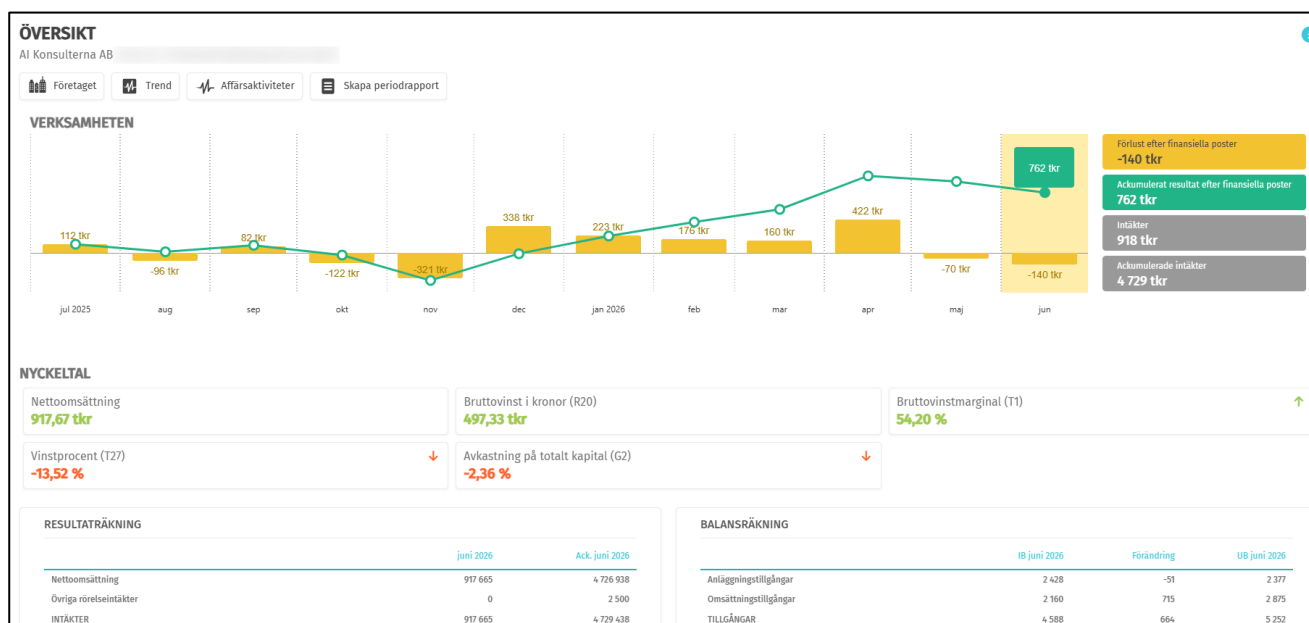 ÖVERSIKT
AI Konsulterna AB
Företaget Trend Affärsaktiviteter Skapa periodrapport
VERKSAMHETEN
112 tkr -96 tkr 82 tkr -122 tkr -321 tkr 338 tkr 223 tkr 176 tkr 160 tkr 422 tkr -70 tkr -140 tkr
762 tkr
jul 2025 aug sep okt nov dec jan 2026 feb mar apr maj jun
Förlust efter finansiella poster
-140 tkr
Ackumulerat resultat efter finansiella poster
762 tkr
Intäkter
918 tkr
Ackumulerade intäkter
4 729 tkr
NYCKELTAL
Nettoomsättning
917,67 tkr
Bruttovinst i kronor (R20)
497,33 tkr
Bruttovinstmarginal (T1)
54,20 %
Vinstprocent (T27)
-13,52 %
Avkastning på totalt kapital (G2)
-2,36 %
RESULTATRÄKNING
juni 2026 Ack. juni 2026
Nettoomsättning 917 665 4 726 938
Övriga rörelseintäkter 0 2 500
INTÄKTER 917 665 4 729 438
BALANSRÄKNING
IB juni 2026 Förändring UB juni 2026
Anläggningstillgångar 2 428 -51 2 377
Omsättningstillgångar 2 160 715 2 875
TILLGÅNGAR 4 588 664 5 252